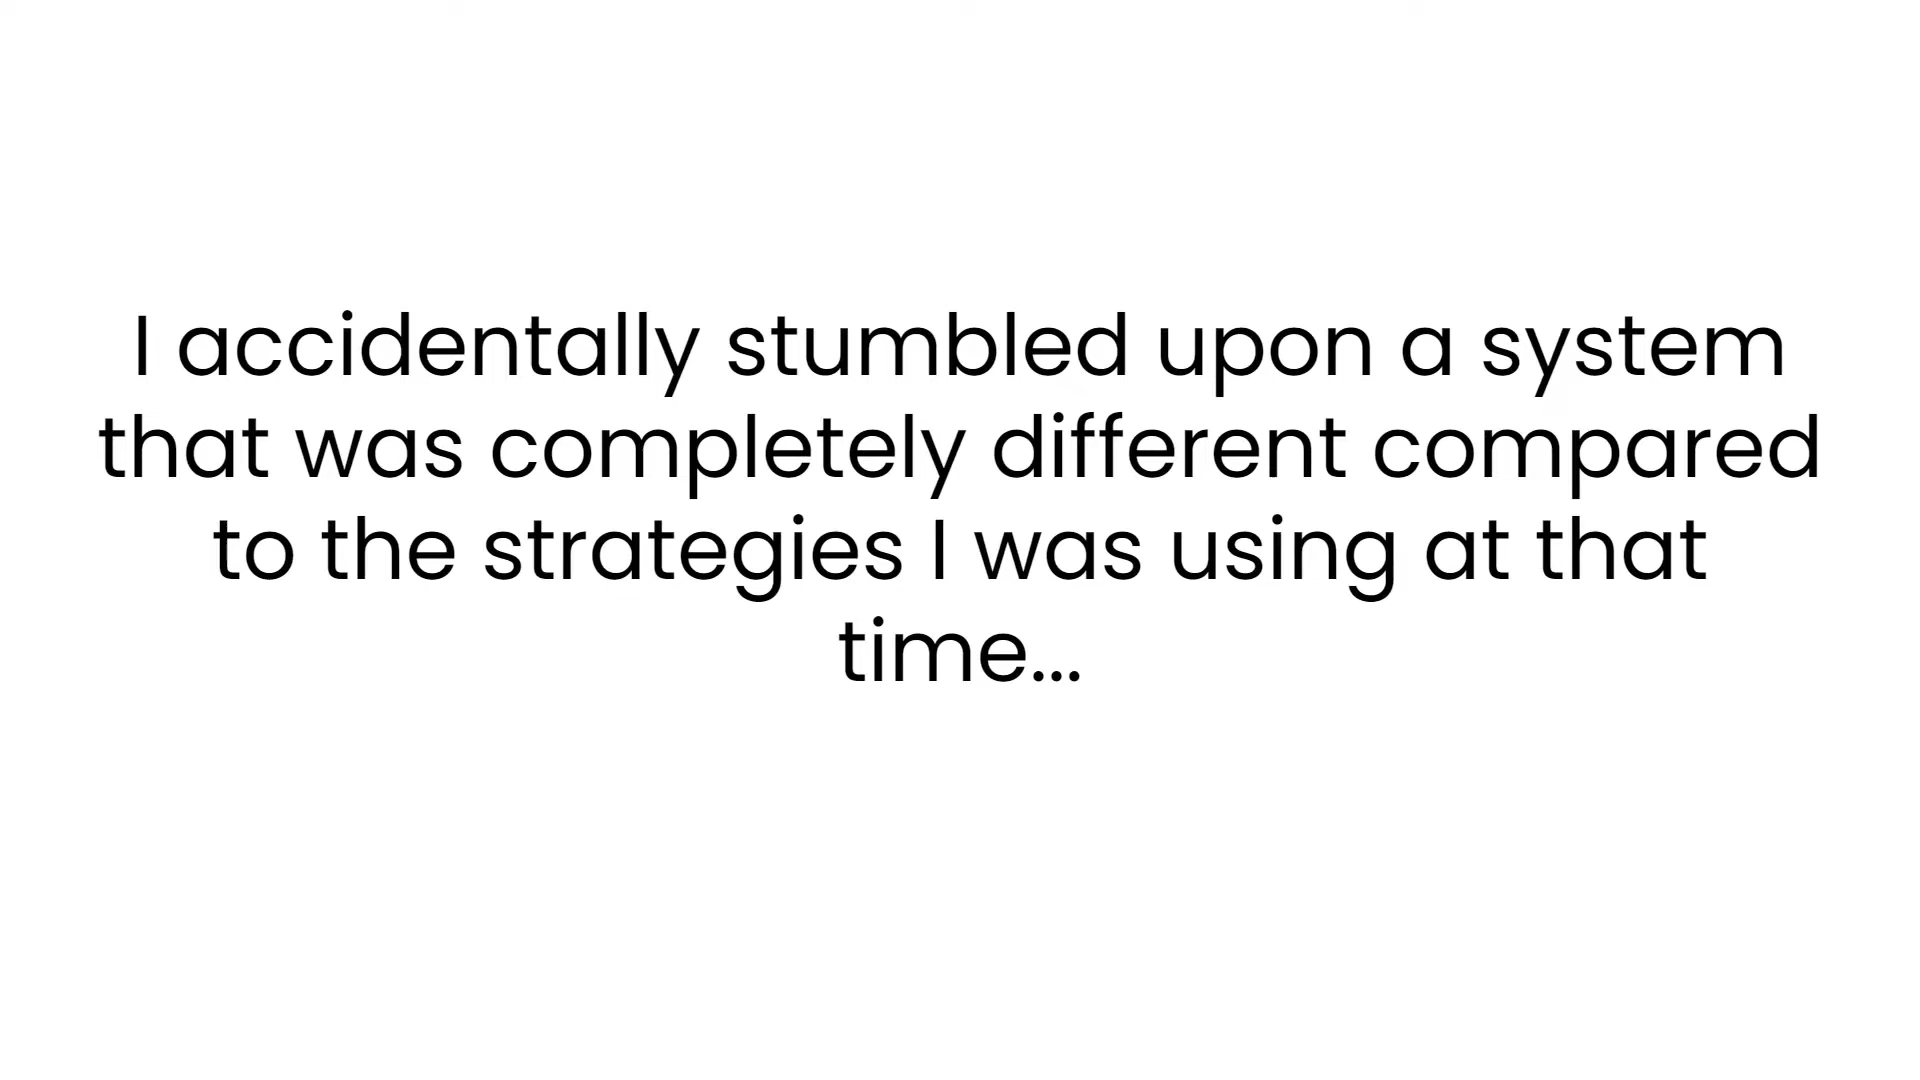 I accidentally stumbled upon a system
that was completely different compared
to the strategies I was using at that
time...